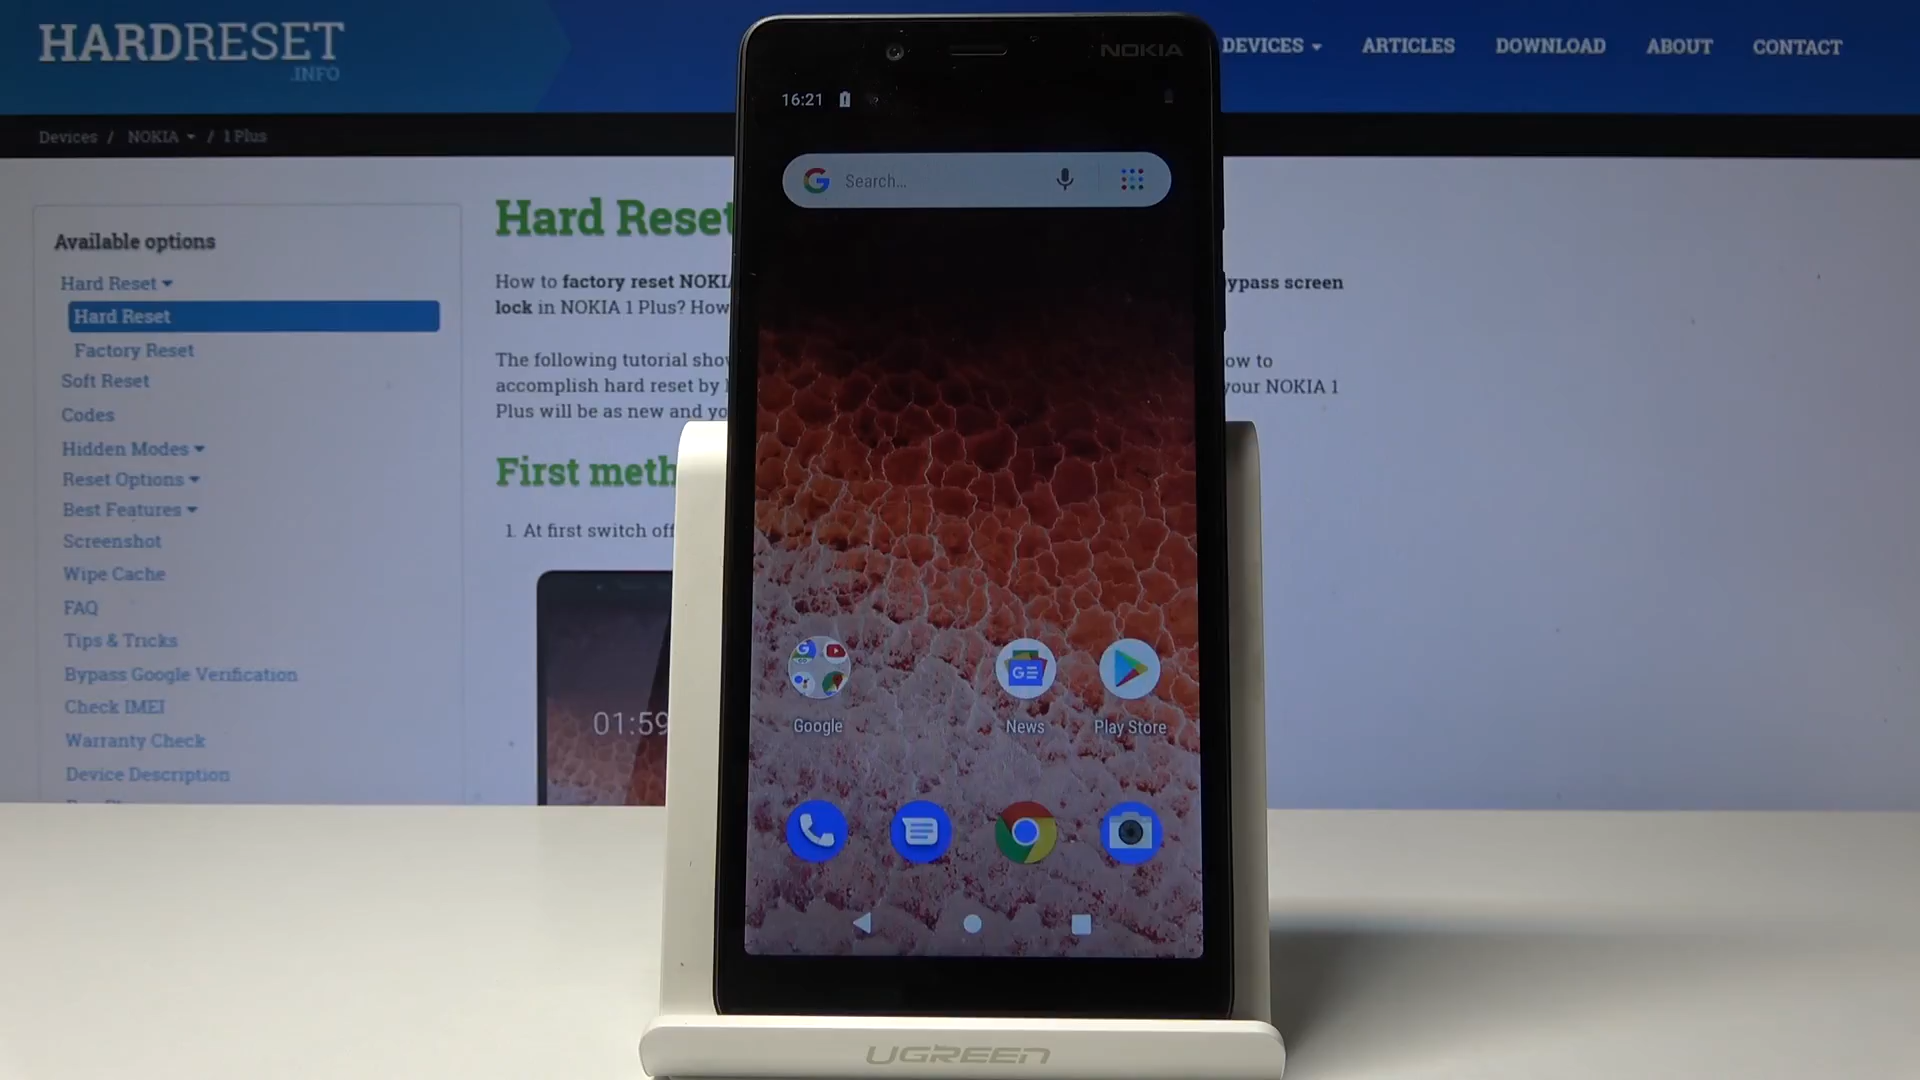 HARDRESET
.INFO
DEVICES
ARTICLES
DOWNLOAD
ABOUT
CONTACT
Devices / NOKIA / 1 Plus
Available options
Hard Reset
Hard Reset
Factory Reset
Soft Reset
Codes
Hidden Modes
Reset Options
Best Features
Screenshot
Wipe Cache
FAQ
Tips & Tricks
Bypass Google Verification
Check IMEI
Warranty Check
Device Description
Hard Reset
How to factory reset NOKI
ypass screen
lock in NOKIA 1 Plus? How
The following tutorial sho
ow to
accomplish hard reset by
your NOKIA 1
Plus will be as new and yo
First meth
1. At first switch off
01:59
NOKIA
16:21
Search...
Google
News
Play Store
UGREEN